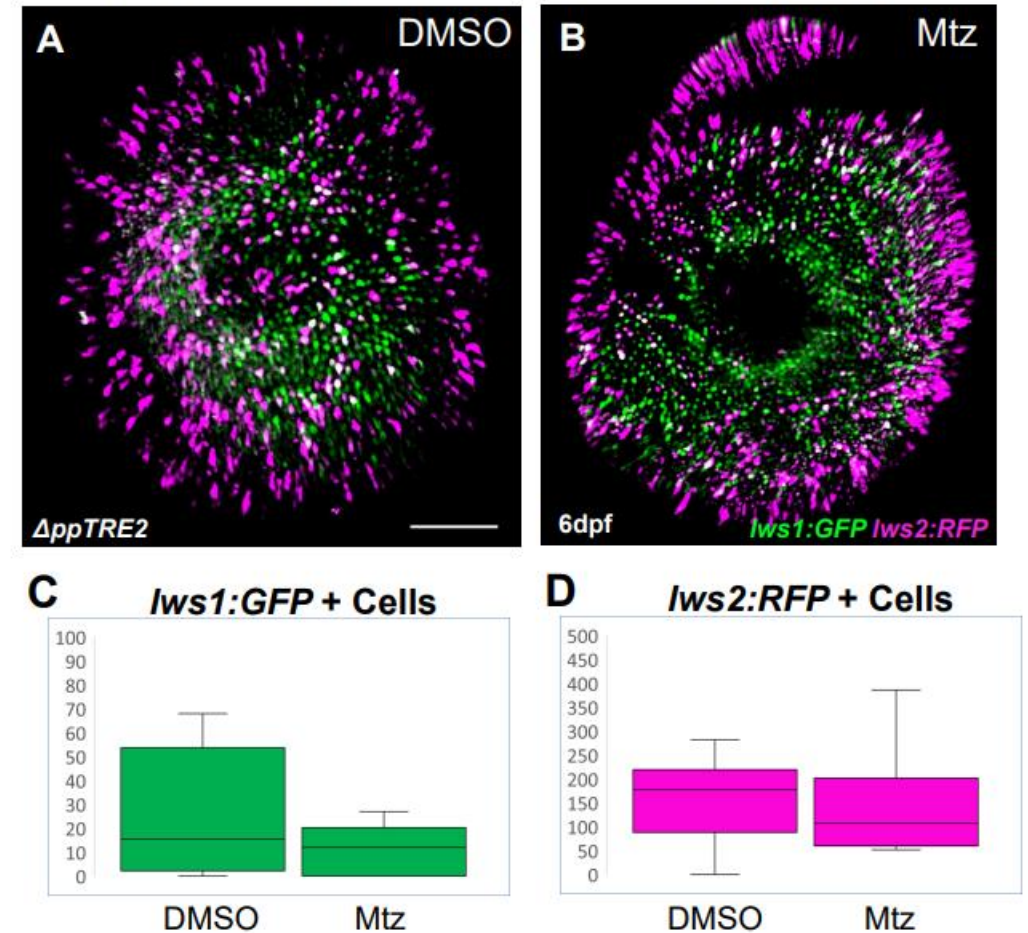 A
DMSO
ΔppTRE2
B
Mtz
6dpf
lws1:GFP lws2:RFP
C
lws1:GFP + Cells
100
90
80
70
60
50
40
30
20
10
0
DMSO
Mtz
D
lws2:RFP + Cells
500
450
400
350
300
250
200
150
100
50
0
DMSO
Mtz